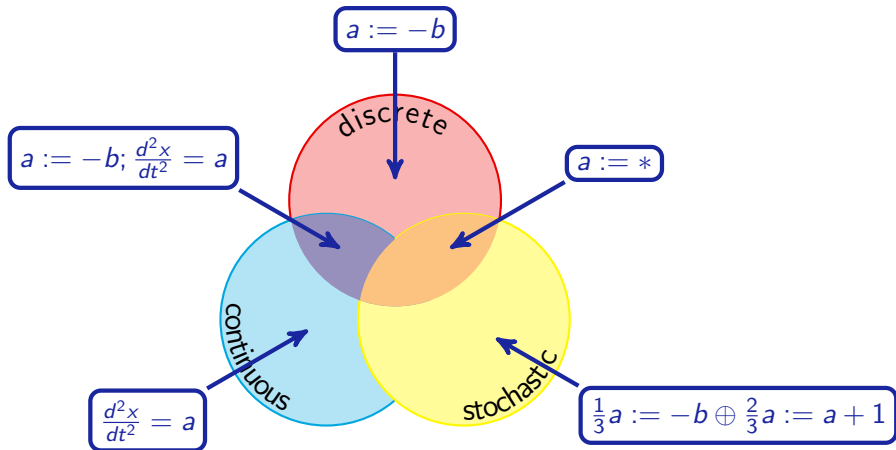 a := −b
discrete
a := −b; d²x/dt² = a
a := ∗
continuous
stochastic
d²x/dt² = a
1/3 a := −b ⊕ 2/3 a := a + 1